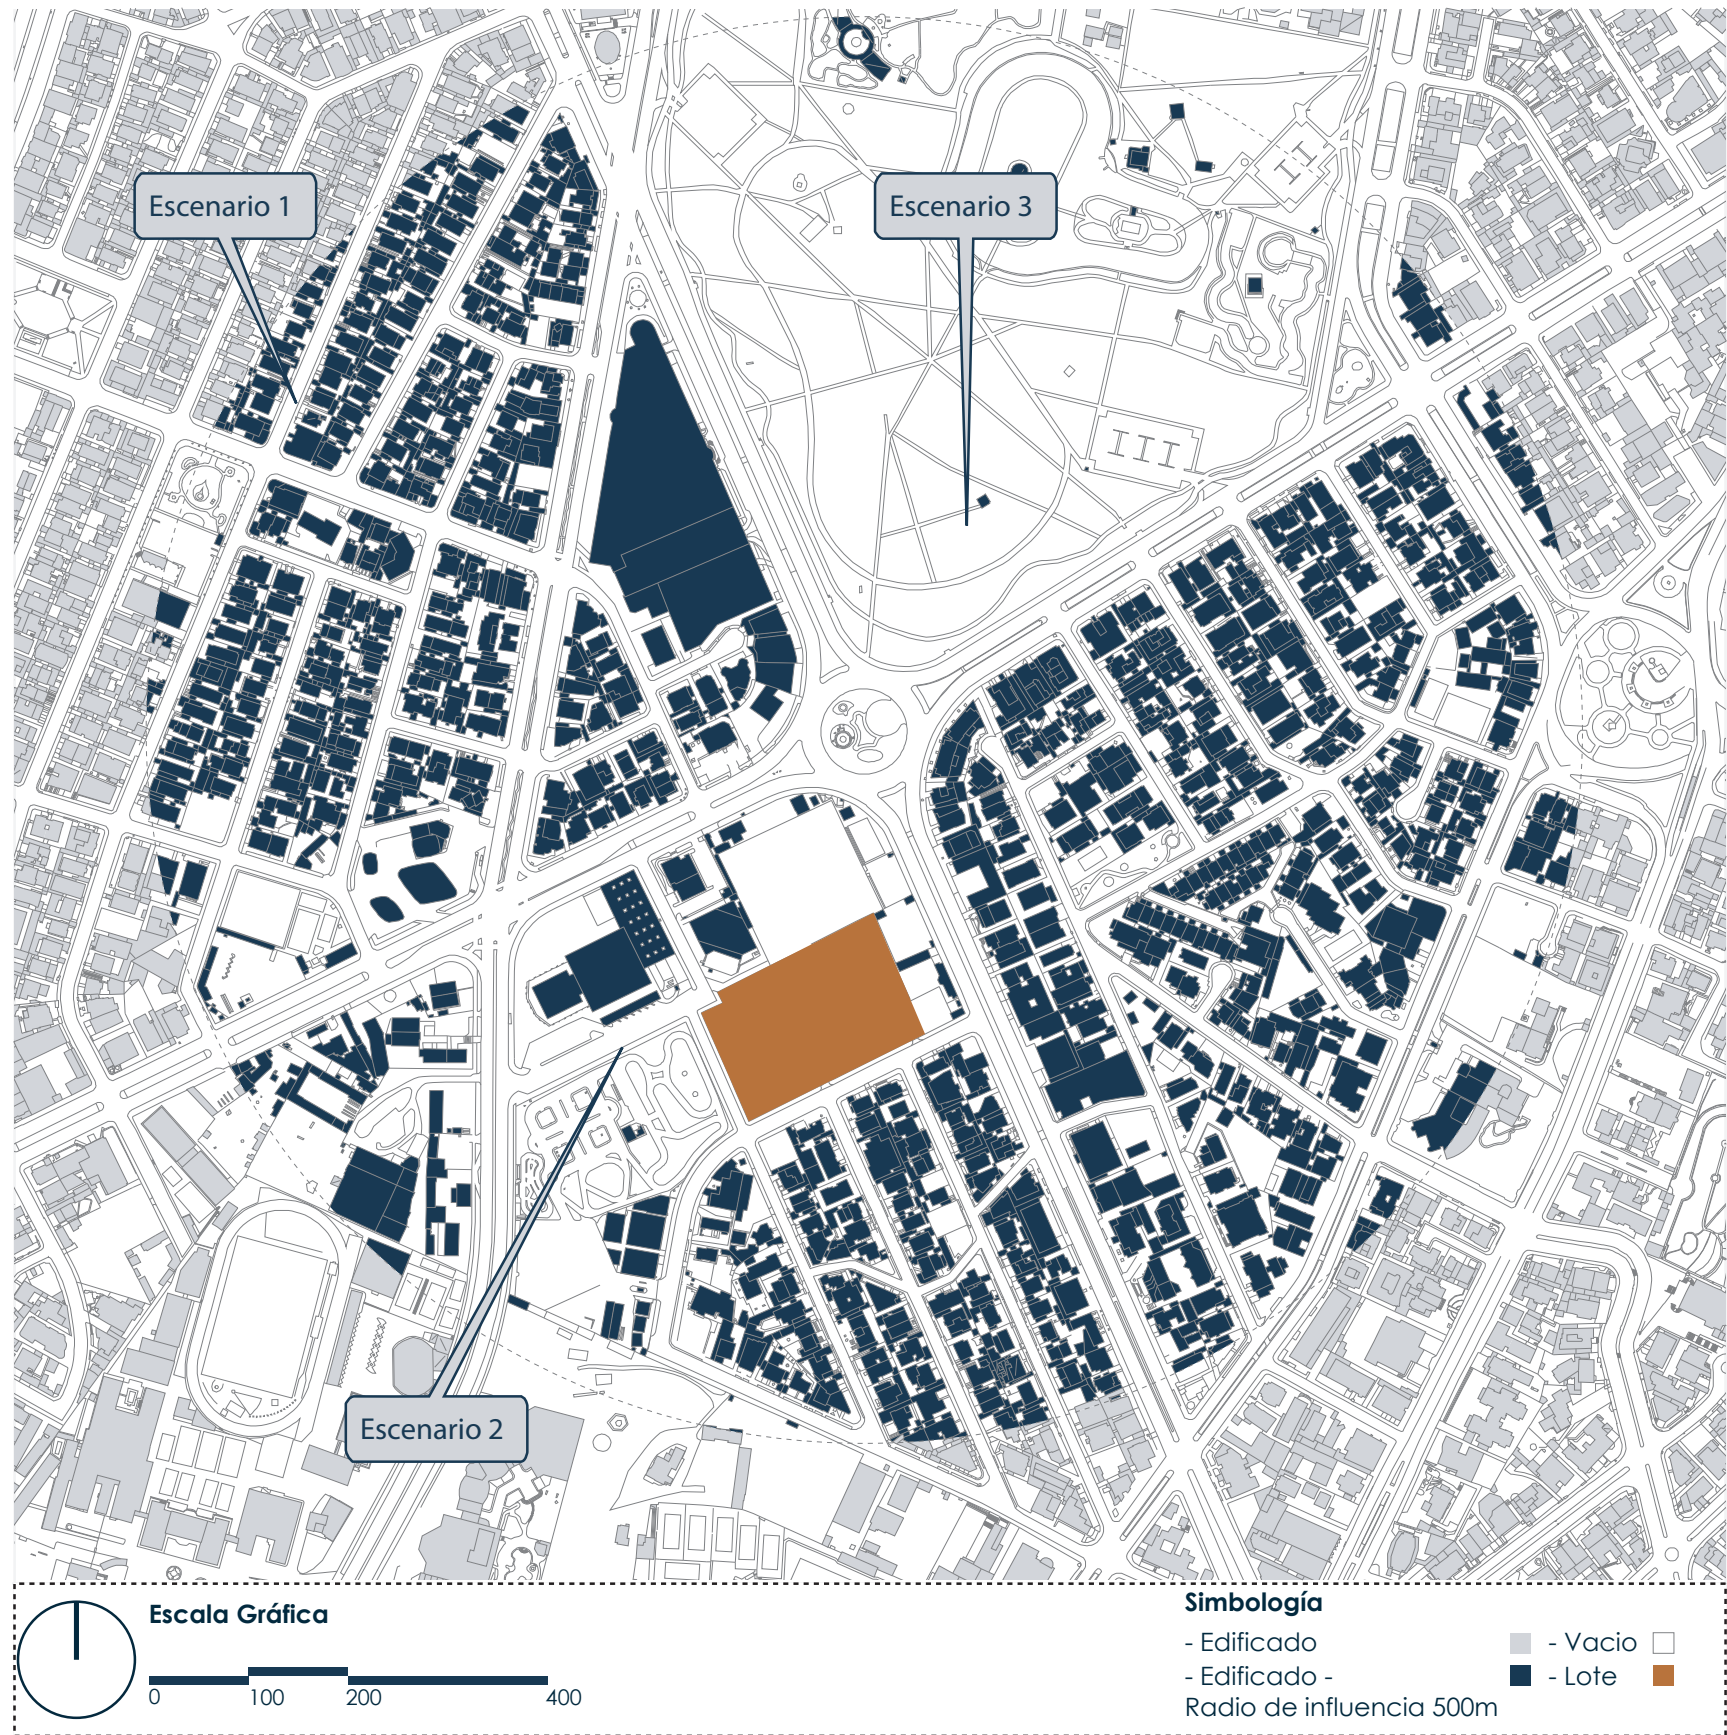 Escenario 1
Escenario 3
Escenario 2
Escala Gráfica
0 100 200 400
Simbología
- Edificado - Vacio
- Edificado - - Lote
Radio de influencia 500m